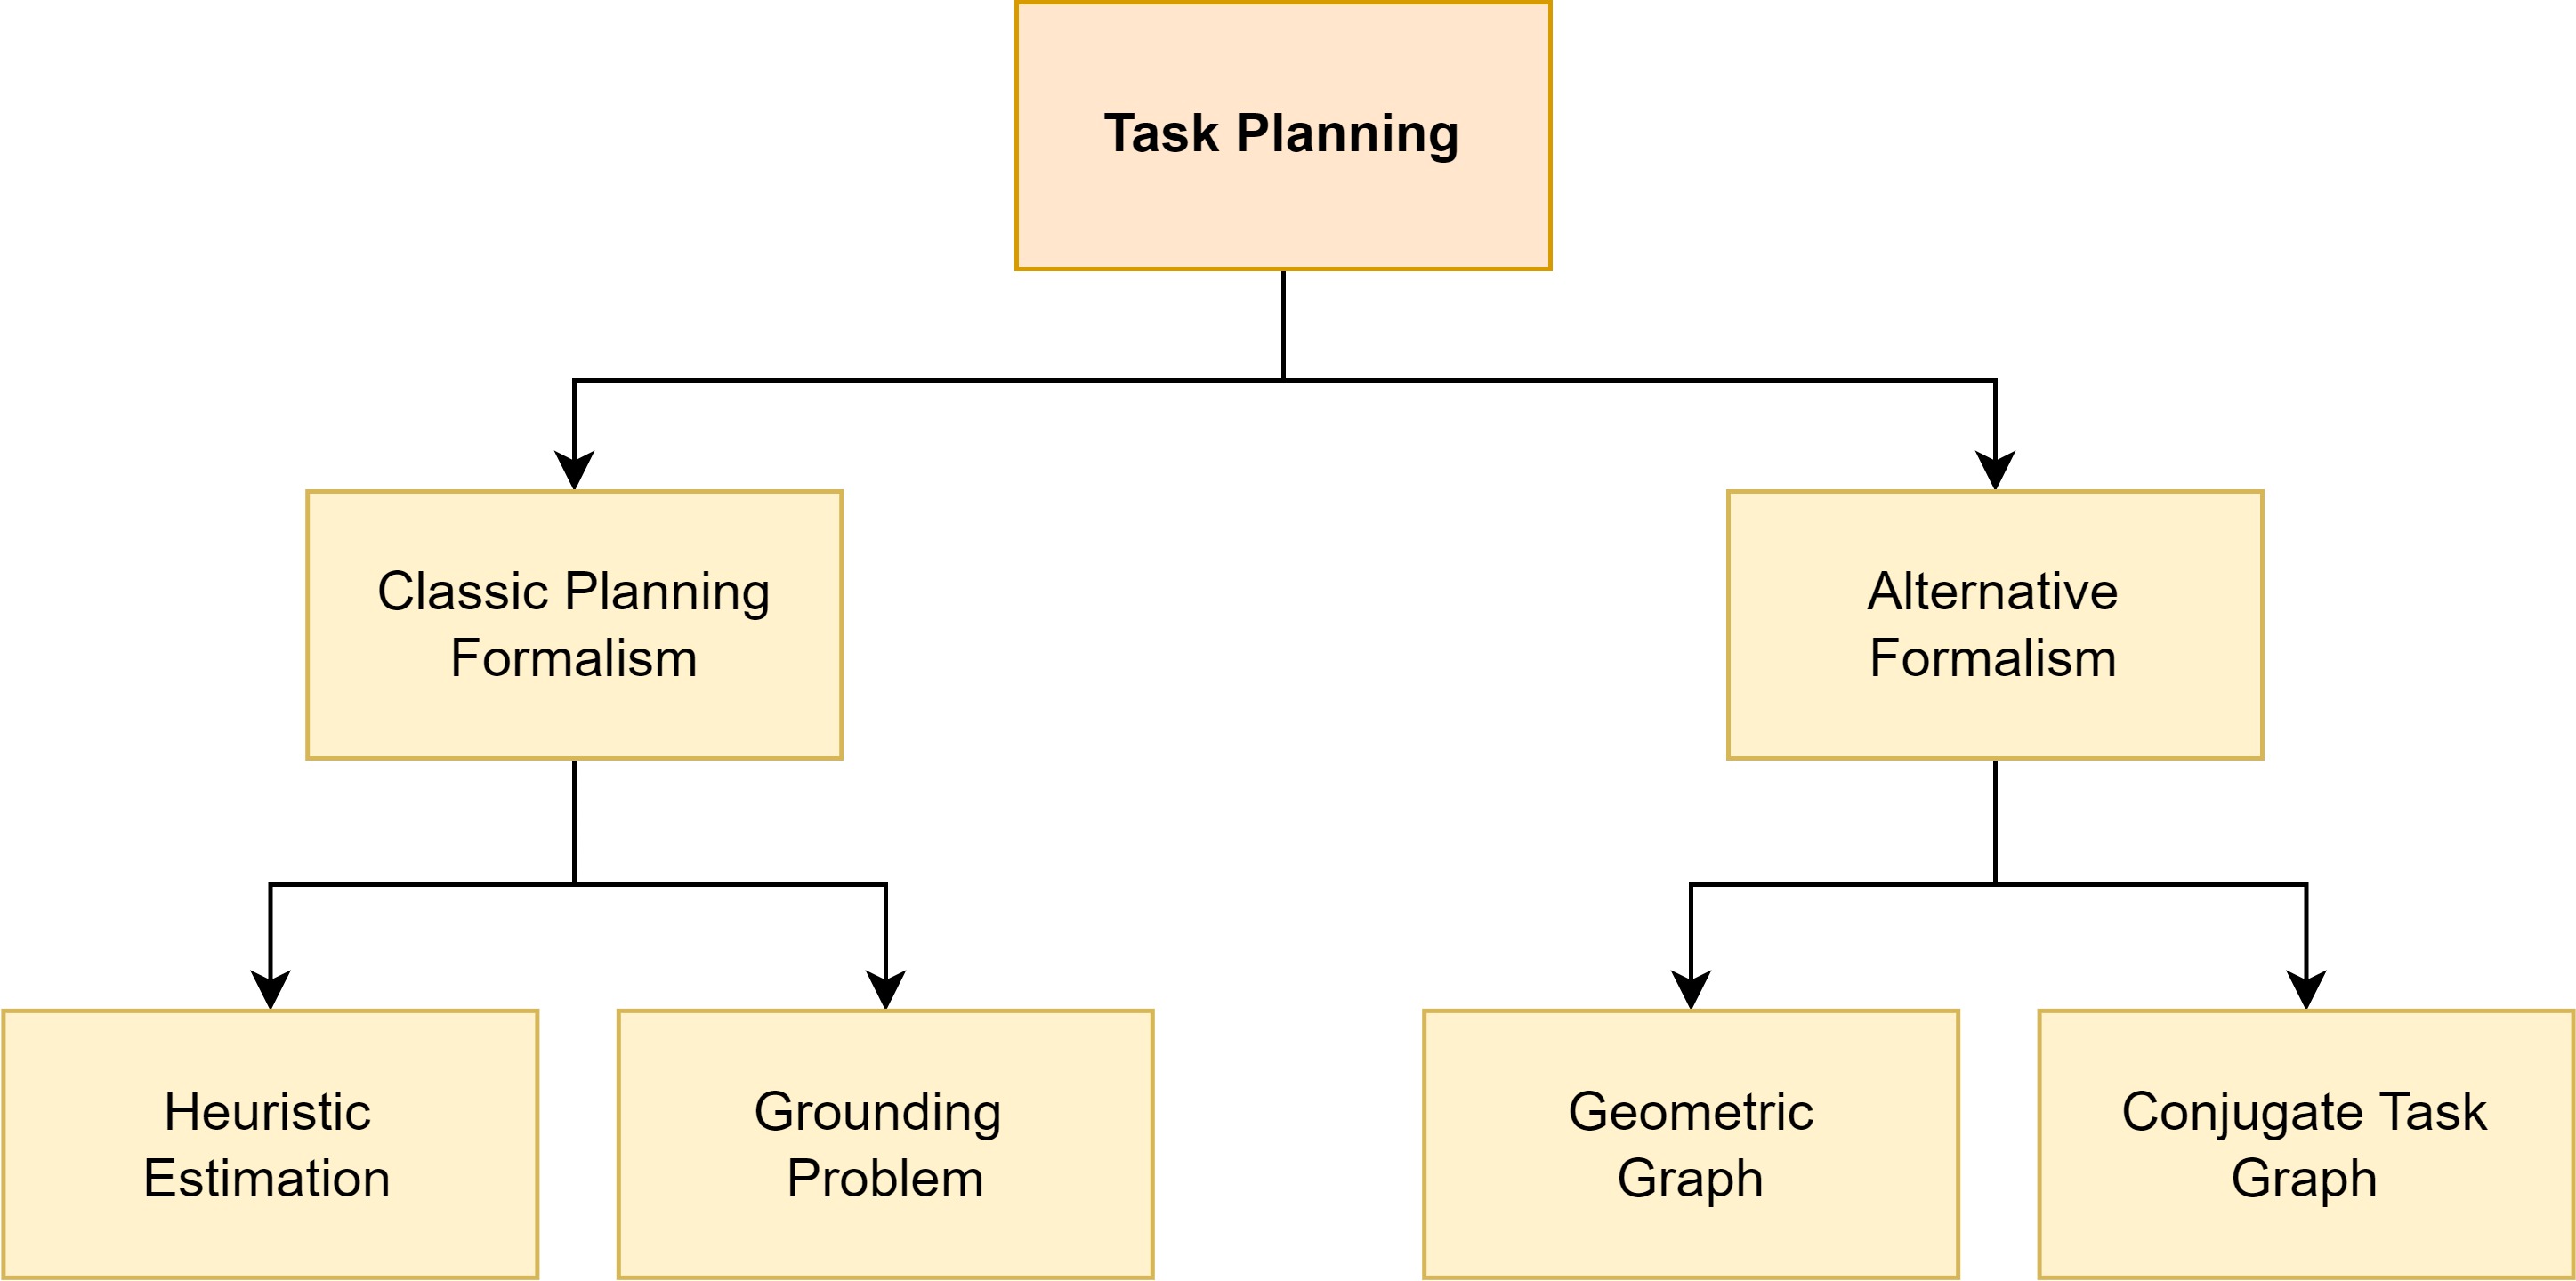 Task Planning
Classic Planning
Formalism
Alternative
Formalism
Heuristic
Estimation
Grounding
Problem
Geometric
Graph
Conjugate Task
Graph